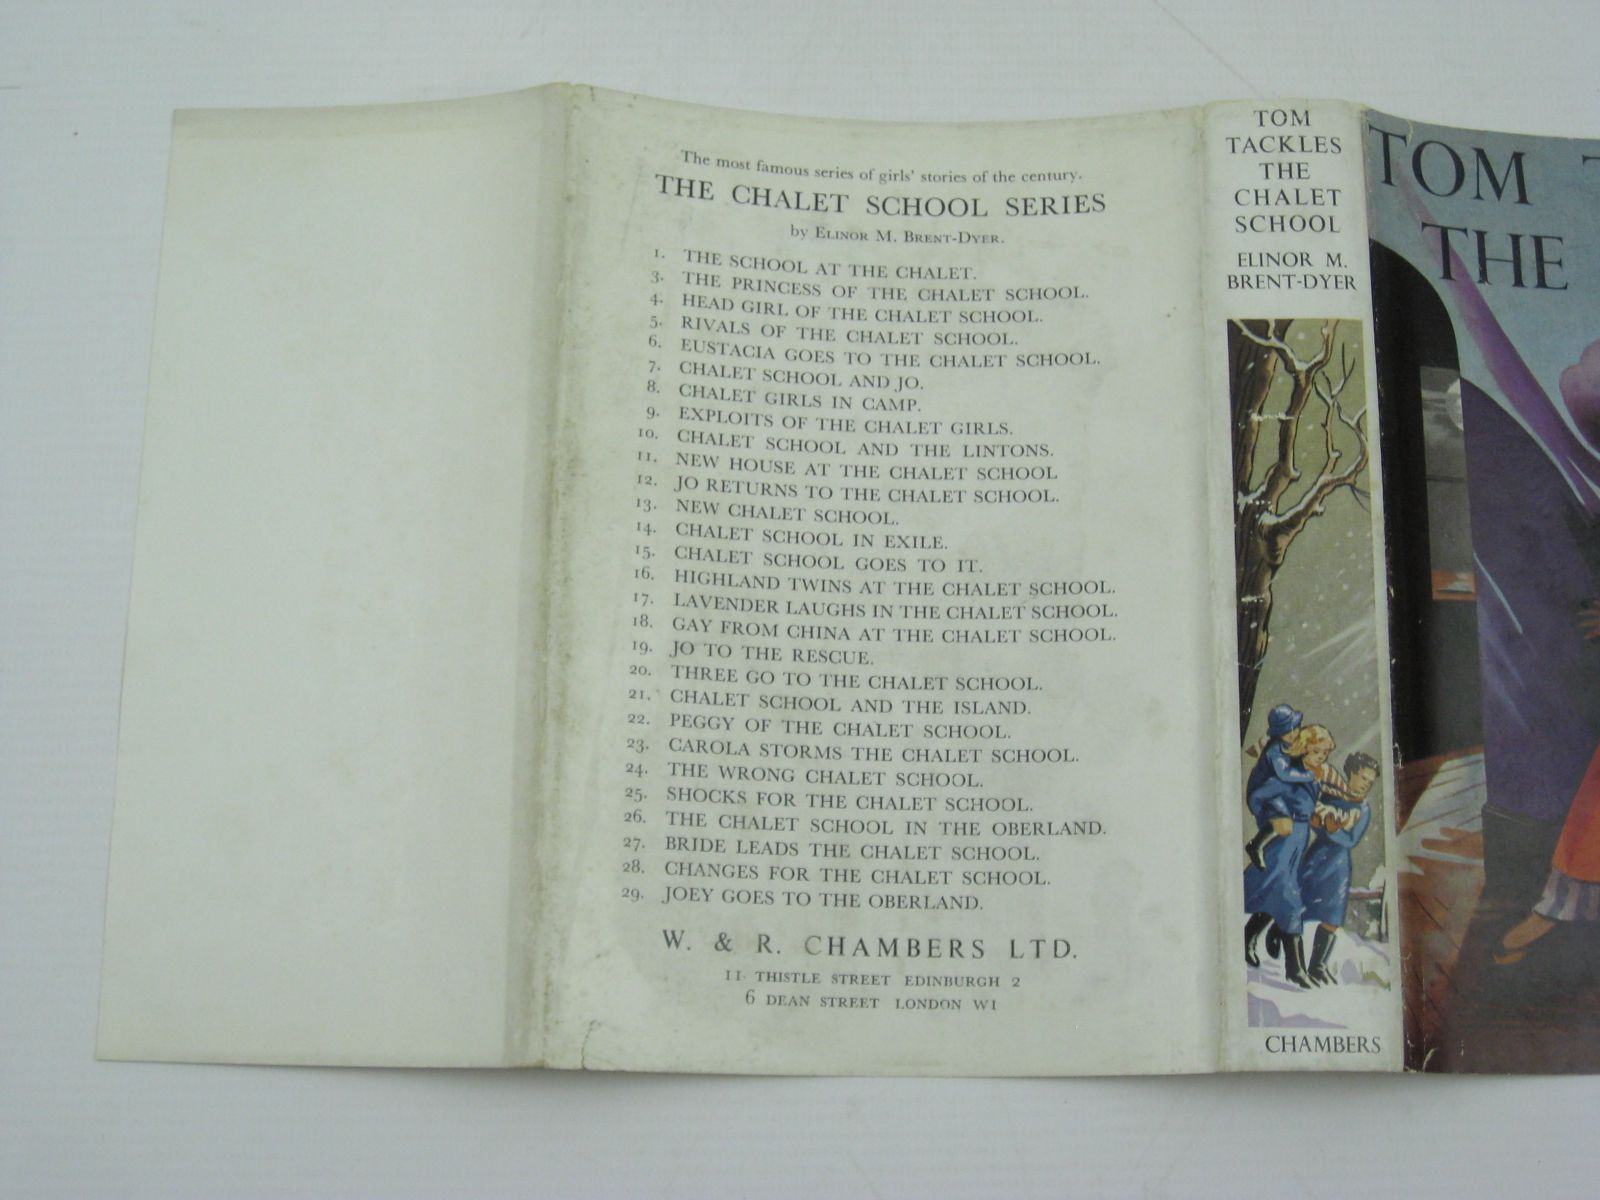 The most famous series of girls' stories of the century.
THE CHALET SCHOOL SERIES
by ELINOR M. BRENT-DYER.
1. THE SCHOOL AT THE CHALET.
3. THE PRINCESS OF THE CHALET SCHOOL.
4. HEAD GIRL OF THE CHALET SCHOOL.
5. RIVALS OF THE CHALET SCHOOL.
6. EUSTACIA GOES TO THE CHALET SCHOOL.
7. CHALET SCHOOL AND JO.
8. CHALET GIRLS IN CAMP.
9. EXPLOITS OF THE CHALET GIRLS.
10. CHALET SCHOOL AND THE LINTONS.
11. NEW HOUSE AT THE CHALET SCHOOL
12. JO RETURNS TO THE CHALET SCHOOL.
13. NEW CHALET SCHOOL.
14. CHALET SCHOOL IN EXILE.
15. CHALET SCHOOL GOES TO IT.
16. HIGHLAND TWINS AT THE CHALET SCHOOL.
17. LAVENDER LAUGHS IN THE CHALET SCHOOL.
18. GAY FROM CHINA AT THE CHALET SCHOOL.
19. JO TO THE RESCUE.
20. THREE GO TO THE CHALET SCHOOL.
21. CHALET SCHOOL AND THE ISLAND.
22. PEGGY OF THE CHALET SCHOOL.
23. CAROLA STORMS THE CHALET SCHOOL.
24. THE WRONG CHALET SCHOOL.
25. SHOCKS FOR THE CHALET SCHOOL.
26. THE CHALET SCHOOL IN THE OBERLAND.
27. BRIDE LEADS THE CHALET SCHOOL.
28. CHANGES FOR THE CHALET SCHOOL.
29. JOEY GOES TO THE OBERLAND.
W. & R. CHAMBERS LTD.
11 THISTLE STREET EDINBURGH 2
6 DEAN STREET LONDON W1
TOM
TACKLES
THE
CHALET
SCHOOL
ELINOR M.
BRENT-DYER
CHAMBERS
TOM
THE